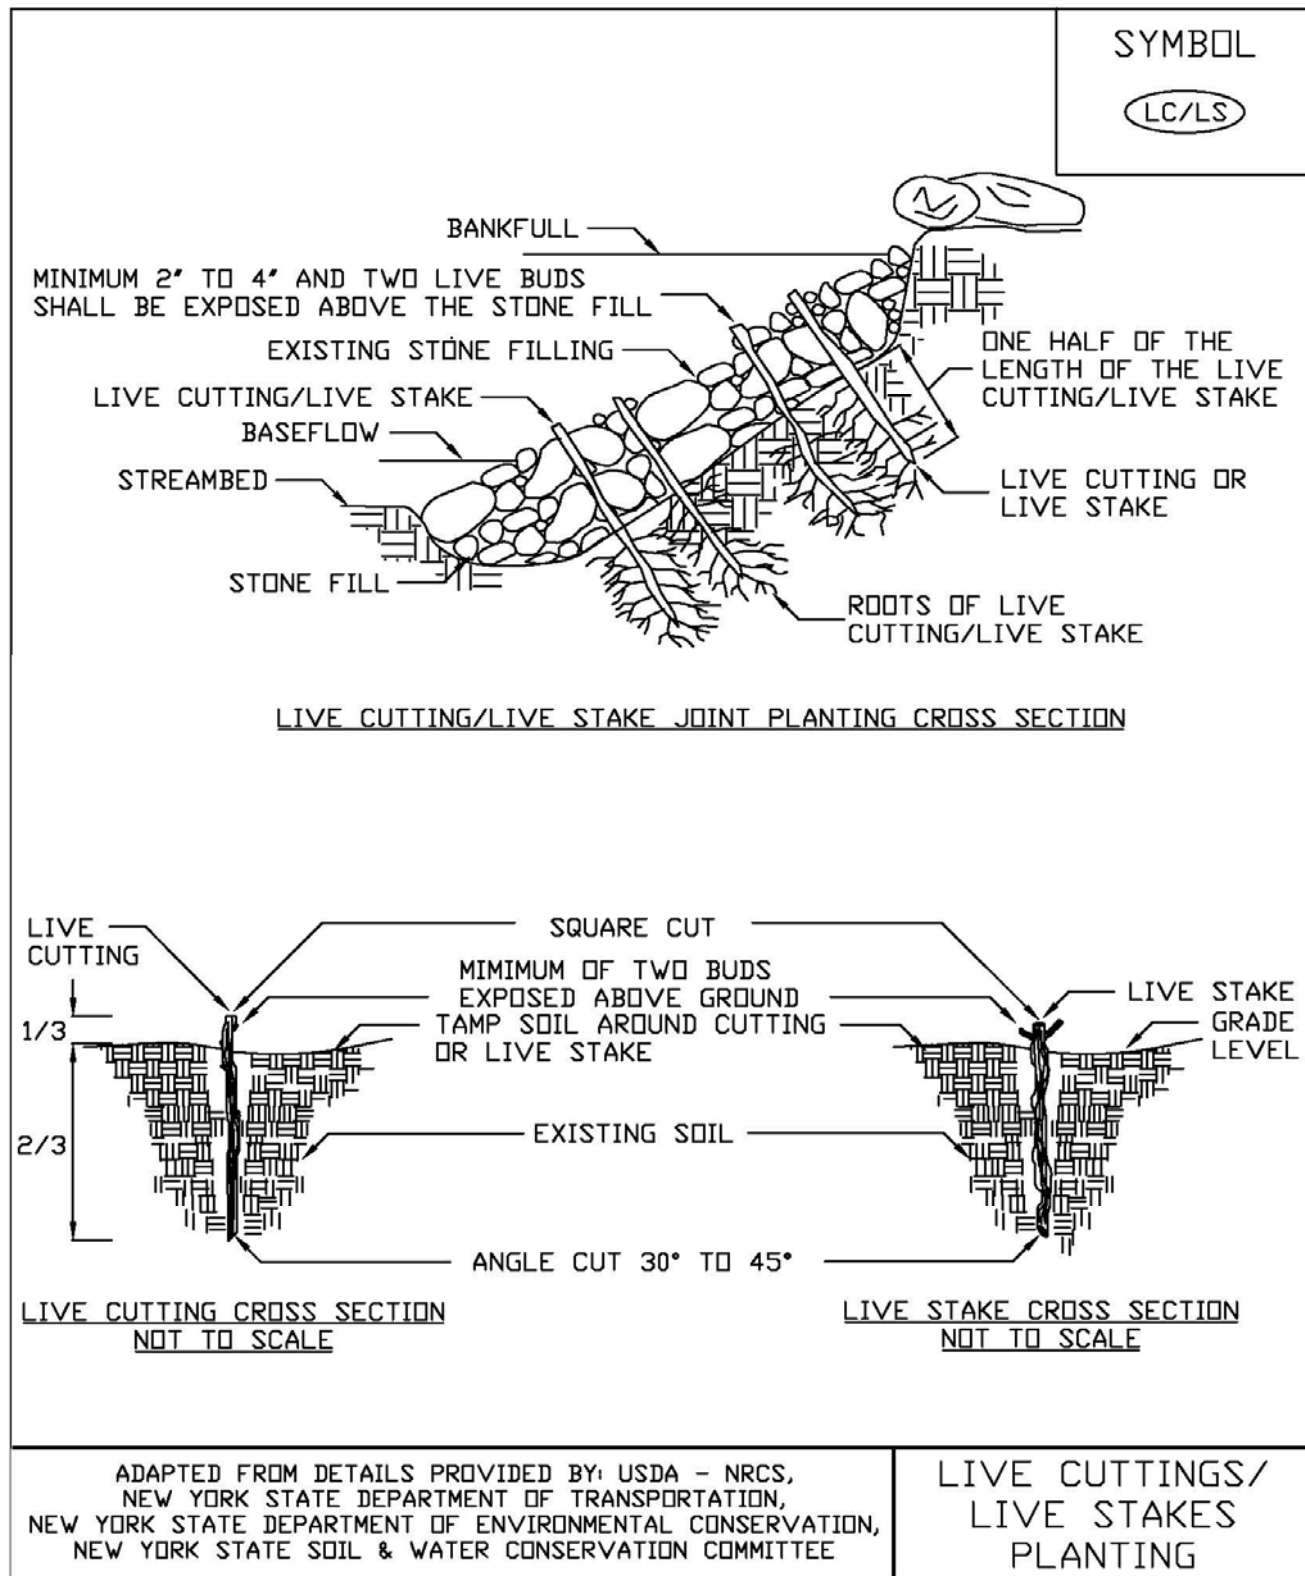 SYMBOL
LC/LS
BANKFULL
MINIMUM 2" TO 4" AND TWO LIVE BUDS
SHALL BE EXPOSED ABOVE THE STONE FILL
EXISTING STONE FILLING
LIVE CUTTING/LIVE STAKE
BASEFLOW
STREAMBED
STONE FILL
ONE HALF OF THE
LENGTH OF THE LIVE
CUTTING/LIVE STAKE
LIVE CUTTING OR
LIVE STAKE
ROOTS OF LIVE
CUTTING/LIVE STAKE
LIVE CUTTING/LIVE STAKE JOINT PLANTING CROSS SECTION
LIVE
CUTTING
SQUARE CUT
MIMIMUM OF TWO BUDS
EXPOSED ABOVE GROUND
TAMP SOIL AROUND CUTTING
OR LIVE STAKE
LIVE STAKE
GRADE
LEVEL
1/3
2/3
EXISTING SOIL
ANGLE CUT 30° TO 45°
LIVE CUTTING CROSS SECTION
NOT TO SCALE
LIVE STAKE CROSS SECTION
NOT TO SCALE
ADAPTED FROM DETAILS PROVIDED BY: USDA - NRCS,
NEW YORK STATE DEPARTMENT OF TRANSPORTATION,
NEW YORK STATE DEPARTMENT OF ENVIRONMENTAL CONSERVATION,
NEW YORK STATE SOIL & WATER CONSERVATION COMMITTEE
LIVE CUTTINGS/
LIVE STAKES
PLANTING